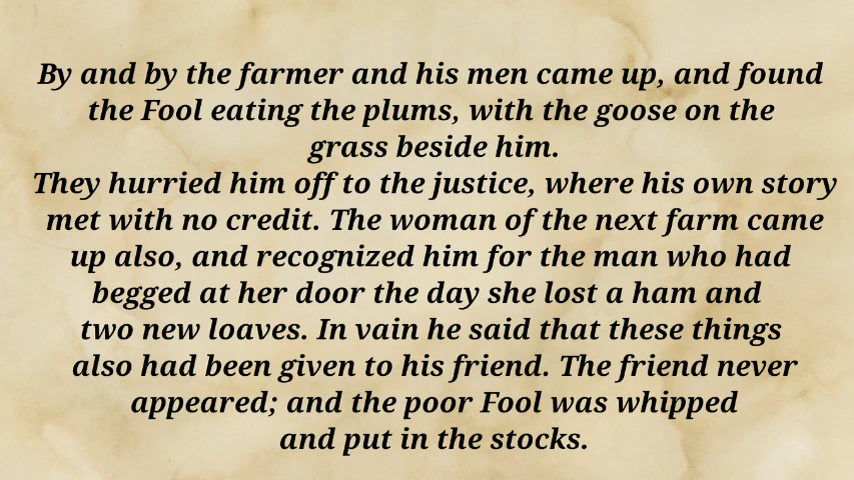 By and by the farmer and his men came up, and found
the Fool eating the plums, with the goose on the
grass beside him.
They hurried him off to the justice, where his own story
met with no credit. The woman of the next farm came
up also, and recognized him for the man who had
begged at her door the day she lost a ham and
two new loaves. In vain he said that these things
also had been given to his friend. The friend never
appeared; and the poor Fool was whipped
and put in the stocks.